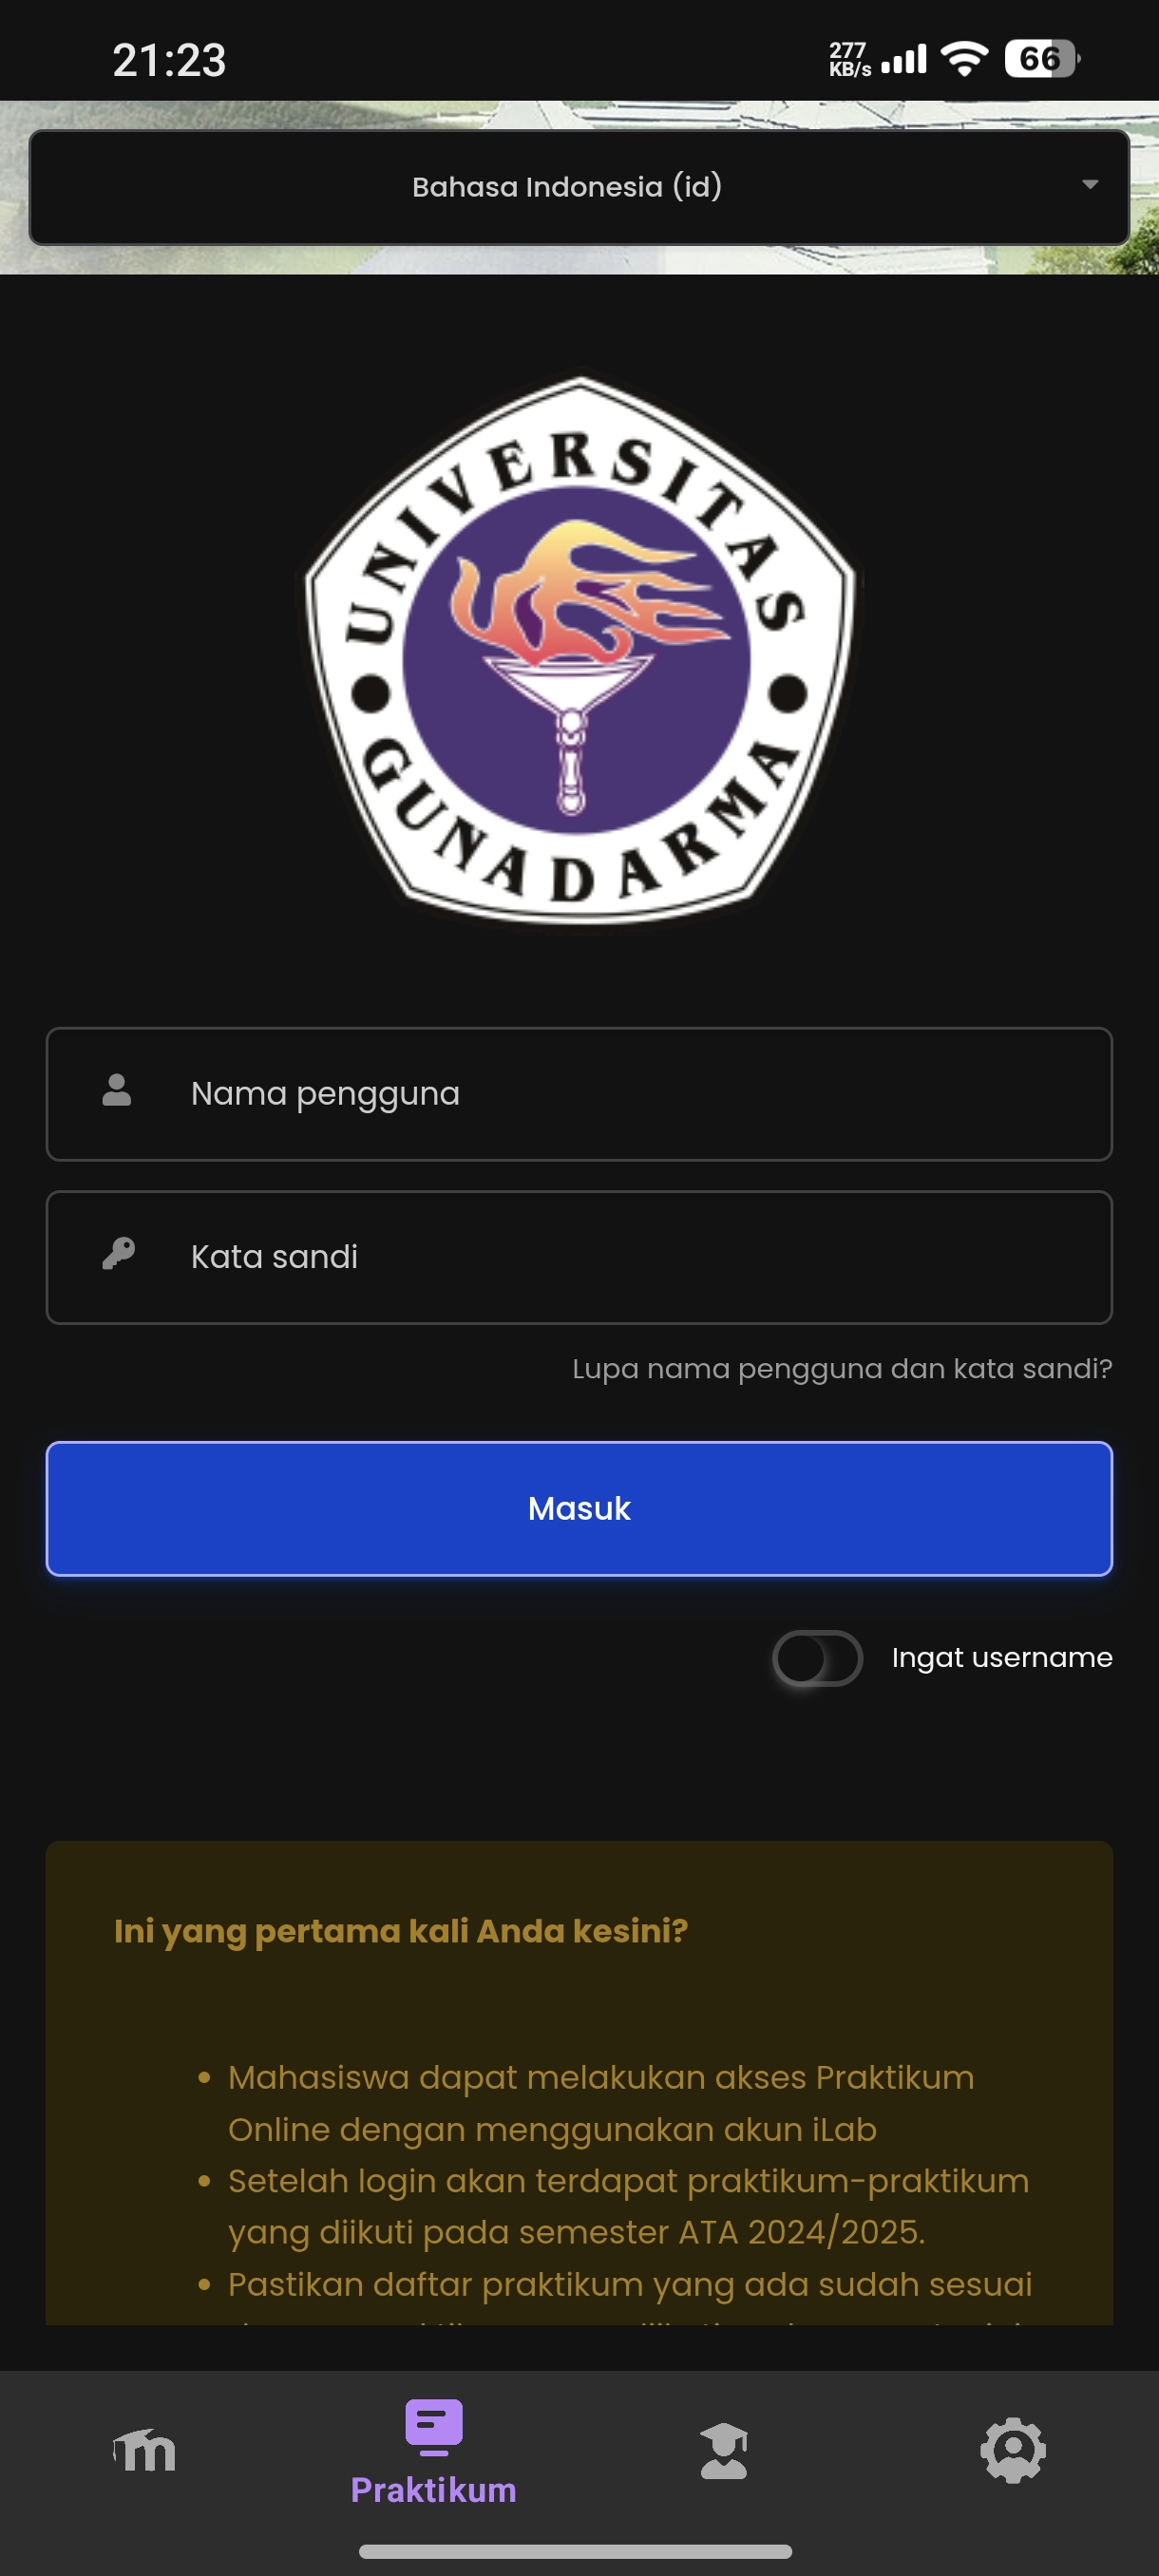 21:23
277
KB/s
66
Bahasa Indonesia (id)
UNIVERSITAS
GUNADARMA
Nama pengguna
Kata sandi
Lupa nama pengguna dan kata sandi?
Masuk
Ingat username
Ini yang pertama kali Anda kesini?
Mahasiswa dapat melakukan akses Praktikum
Online dengan menggunakan akun iLab
Setelah login akan terdapat praktikum-praktikum
yang diikuti pada semester ATA 2024/2025.
Pastikan daftar praktikum yang ada sudah sesuai
m
Praktikum